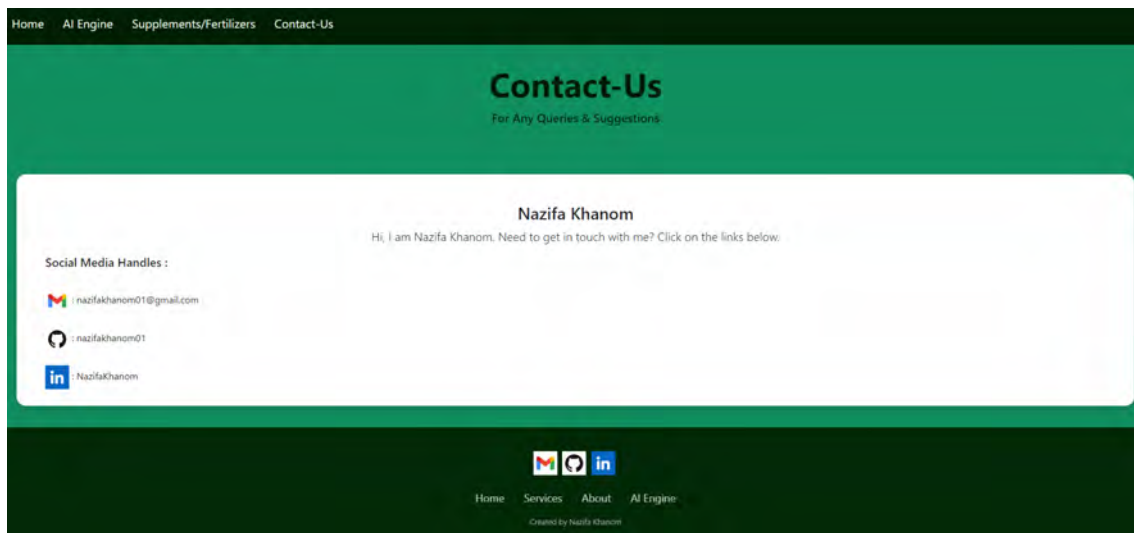 Home AI Engine Supplements/Fertilizers Contact-Us
Contact-Us
For Any Queries & Suggestions
Nazifa Khanom
Hi, I am Nazifa Khanom. Need to get in touch with me? Click on the links below.
Social Media Handles :
: nazifakhanom01@gmail.com
: nazifakhanom01
in : NazifaKhanom
in
Home Services About AI Engine
Created by Nazifa Khanom